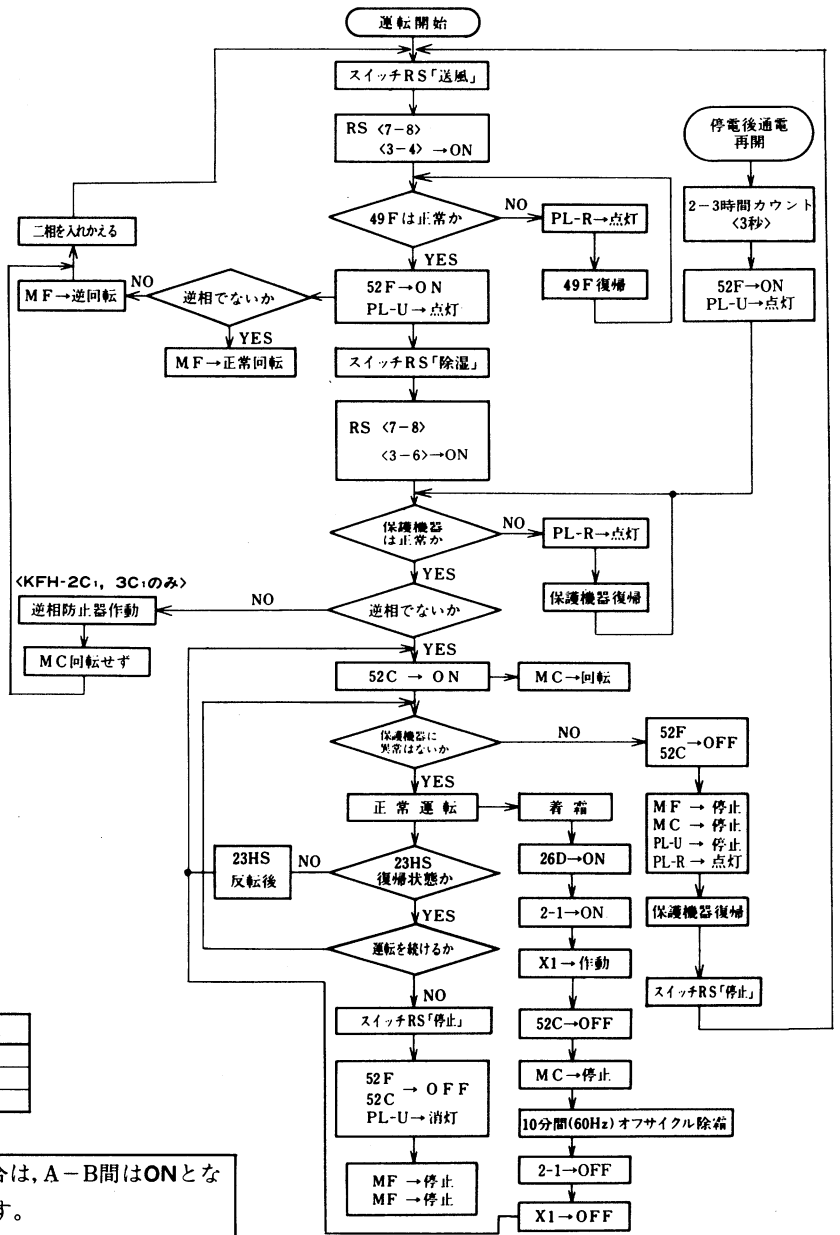 運転開始
スイッチRS「送風」
RS 〈7-8〉
〈3-4〉 →ON
停電後通電
再開
49Fは正常か
NO
PL-R→点灯
2-3時間カウント
〈3秒〉
二相を入れかえる
YES
49F復帰
MF→逆回転
NO
逆相でないか
52F→ON
PL-U→点灯
52F→ON
PL-U→点灯
YES
MF→正常回転
スイッチRS「除湿」
RS 〈7-8〉
〈3-6〉→ON
保護機器
は正常か
NO
PL-R→点灯
〈KFH-2C₁, 3C₁のみ〉
YES
保護機器復帰
逆相防止器作動
NO
逆相でないか
MC回転せず
YES
52C → ON
MC→回転
保護機器に
異常はないか
NO
52F
52C
→OFF
YES
正常運転
着霜
MF → 停止
MC → 停止
PL-U → 停止
PL-R → 点灯
23HS
反転後
NO
23HS
復帰状態か
26D→ON
YES
2-1→ON
保護機器復帰
運転を続けるか
X1→作動
NO
スイッチRS「停止」
スイッチRS「停止」
52C→OFF
52F
52C
→ OFF
PL-U→消灯
MC→停止
10分間(60Hz)オフサイクル除霜
2-1→OFF
MF →停止
MF →停止
X1→OFF
合は, A-B間はONとな
す。